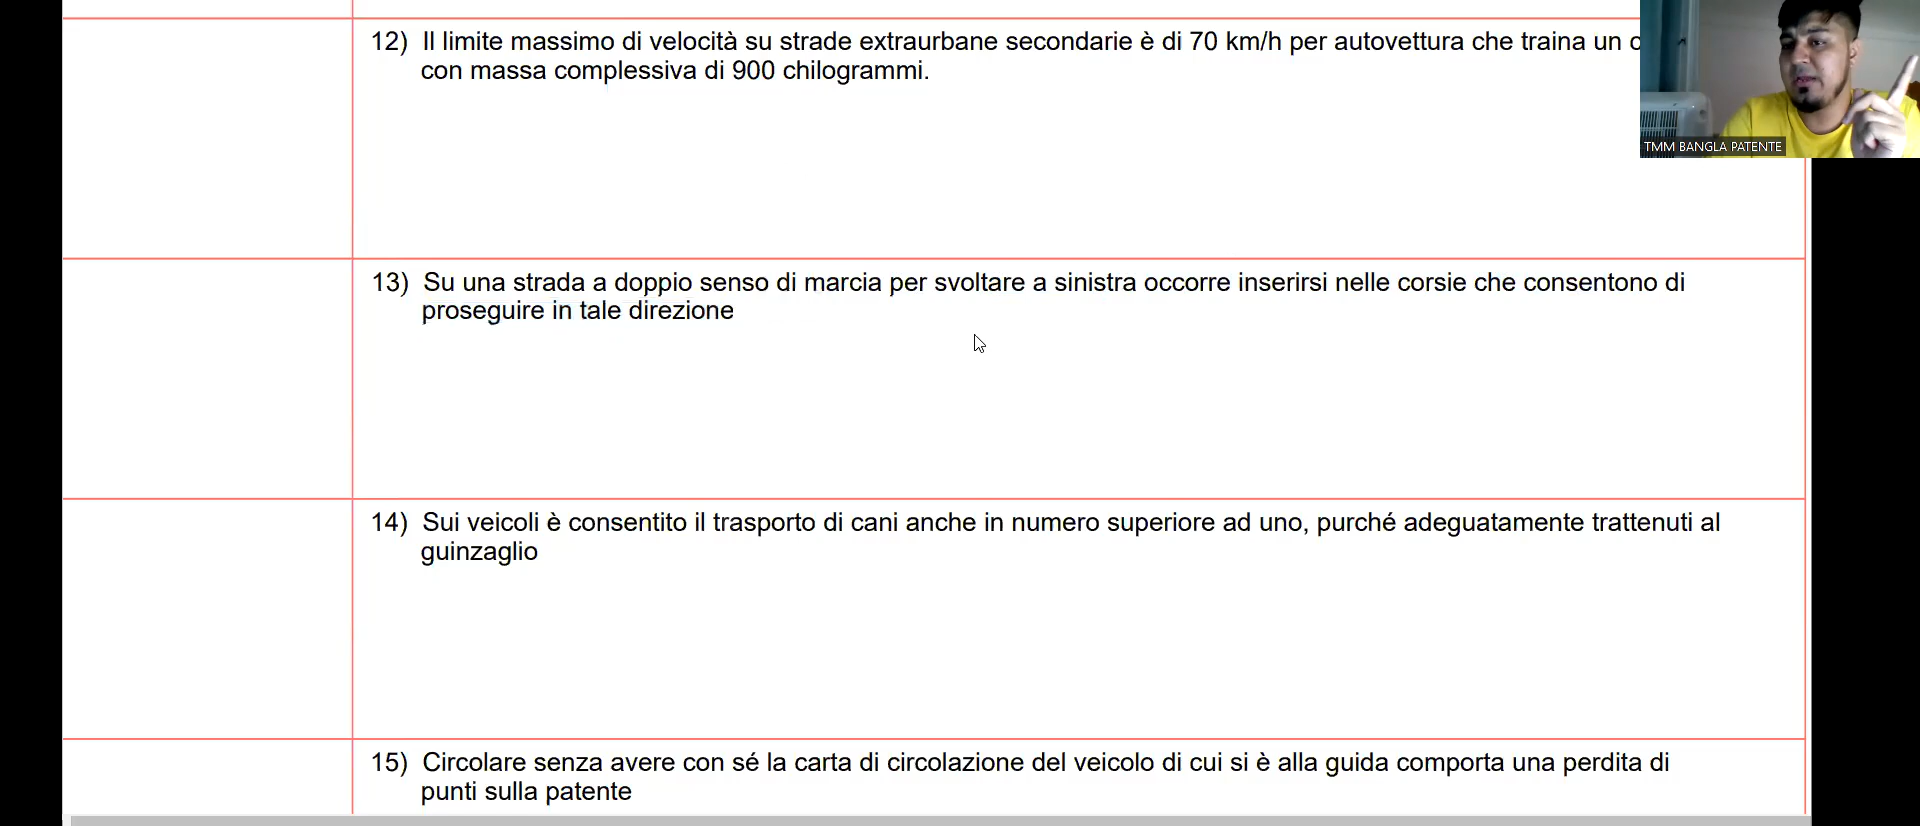 12) Il limite massimo di velocità su strade extraurbane secondarie è di 70 km/h per autovettura che traina un
con massa complessiva di 900 chilogrammi.
TMM BANGLA PATENTE
13) Su una strada a doppio senso di marcia per svoltare a sinistra occorre inserirsi nelle corsie che consentono di
proseguire in tale direzione
14) Sui veicoli è consentito il trasporto di cani anche in numero superiore ad uno, purché adeguatamente trattenuti al
guinzaglio
15) Circolare senza avere con sé la carta di circolazione del veicolo di cui si è alla guida comporta una perdita di
punti sulla patente